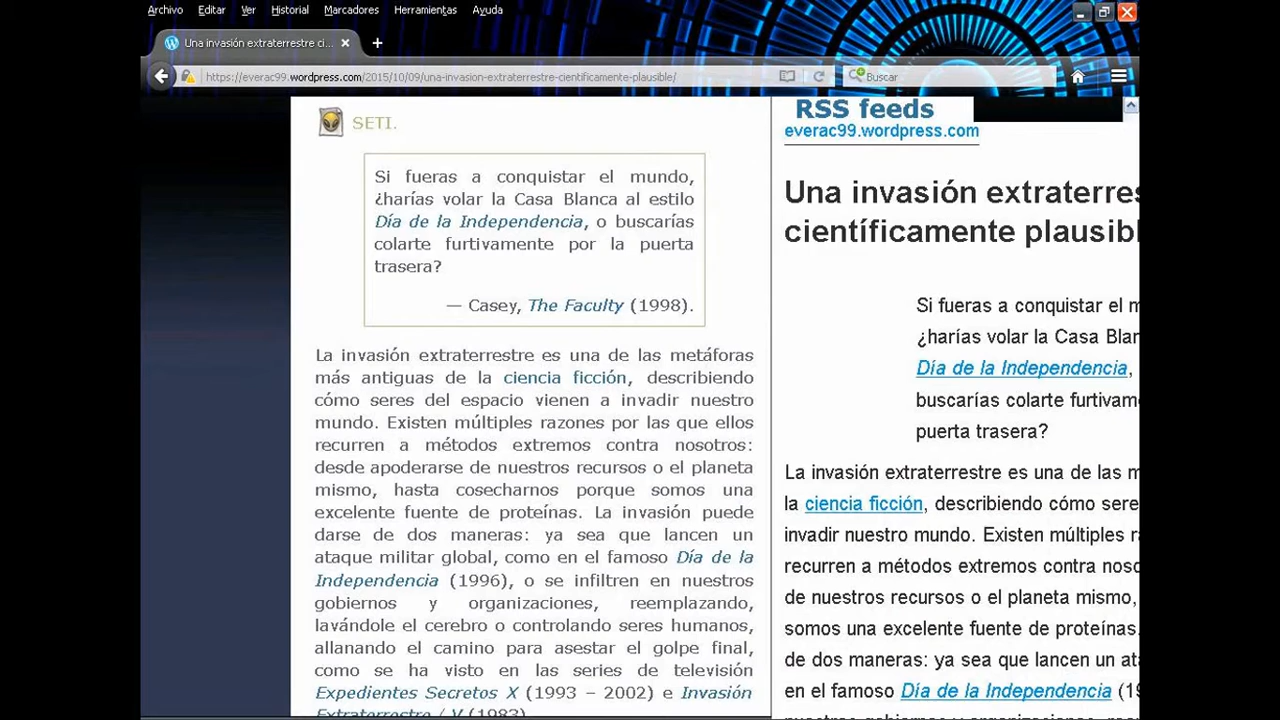 Archivo Editar Ver Historial Marcadores Herramientas Ayuda
Una invasión extraterrestre ci...
https://everac99.wordpress.com/2015/10/09/una-invasion-extraterrestre-cientificamente-plausible/
Buscar
SETI.
Si fueras a conquistar el mundo,
¿harías volar la Casa Blanca al estilo
Día de la Independencia, o buscarías
colarte furtivamente por la puerta
trasera?
— Casey, The Faculty (1998).
La invasión extraterrestre es una de las metáforas
más antiguas de la ciencia ficción, describiendo
cómo seres del espacio vienen a invadir nuestro
mundo. Existen múltiples razones por las que ellos
recurren a métodos extremos contra nosotros:
desde apoderarse de nuestros recursos o el planeta
mismo, hasta cosecharnos porque somos una
excelente fuente de proteínas. La invasión puede
darse de dos maneras: ya sea que lancen un
ataque militar global, como en el famoso Día de la
Independencia (1996), o se infiltren en nuestros
gobiernos y organizaciones, reemplazando,
lavándole el cerebro o controlando seres humanos,
allanando el camino para asestar el golpe final,
como se ha visto en las series de televisión
Expedientes Secretos X (1993 – 2002) e Invasión
Extraterrestre / V (1983)
RSS feeds
everac99.wordpress.com
Una invasión extraterres
científicamente plausibl
Si fueras a conquistar el m
¿harías volar la Casa Blan
Día de la Independencia,
buscarías colarte furtivam
puerta trasera?
La invasión extraterrestre es una de las m
la ciencia ficción, describiendo cómo sere
invadir nuestro mundo. Existen múltiples ra
recurren a métodos extremos contra noso
de nuestros recursos o el planeta mismo,
somos una excelente fuente de proteínas.
de dos maneras: ya sea que lancen un ata
en el famoso Día de la Independencia (19